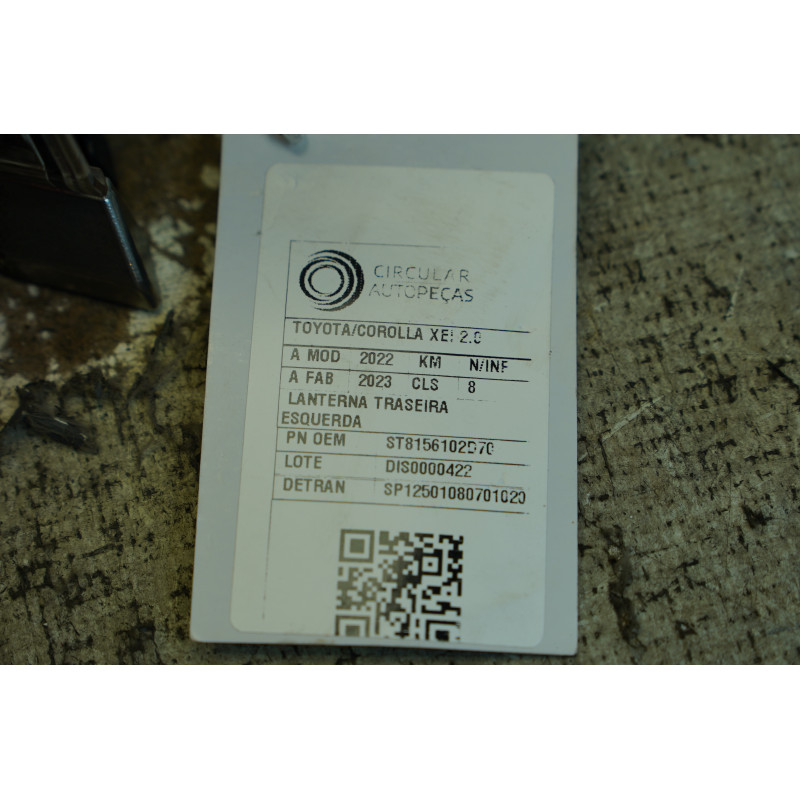 CIRCULAR
AUTOPEÇAS
TOYOTA/COROLLA XEI 2.0
A MOD 2022 KM N/INF
A FAB 2023 CLS 8
LANTERNA TRASEIRA
ESQUERDA
PN OEM ST8156102D70
LOTE DIS0000422
DETRAN SP12501080701020